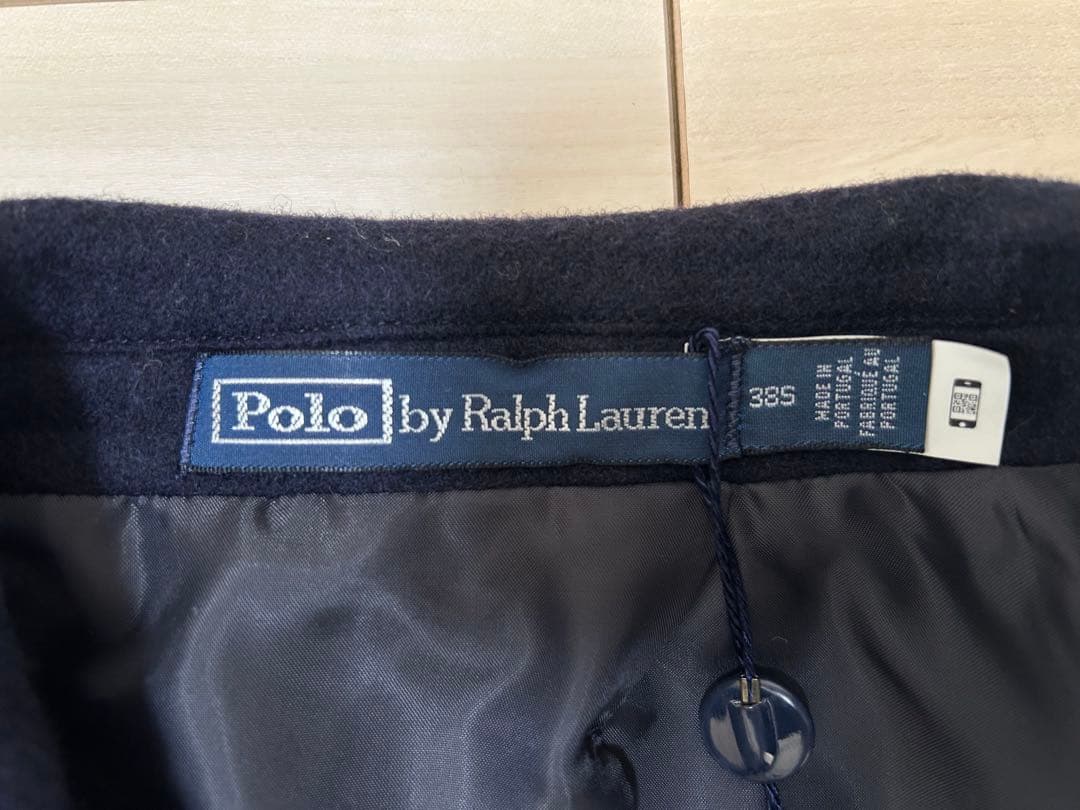 Polo by Ralph Lauren
38S
MADE IN
PORTUGAL
FABRIQUÉ AU
PORTUGAL